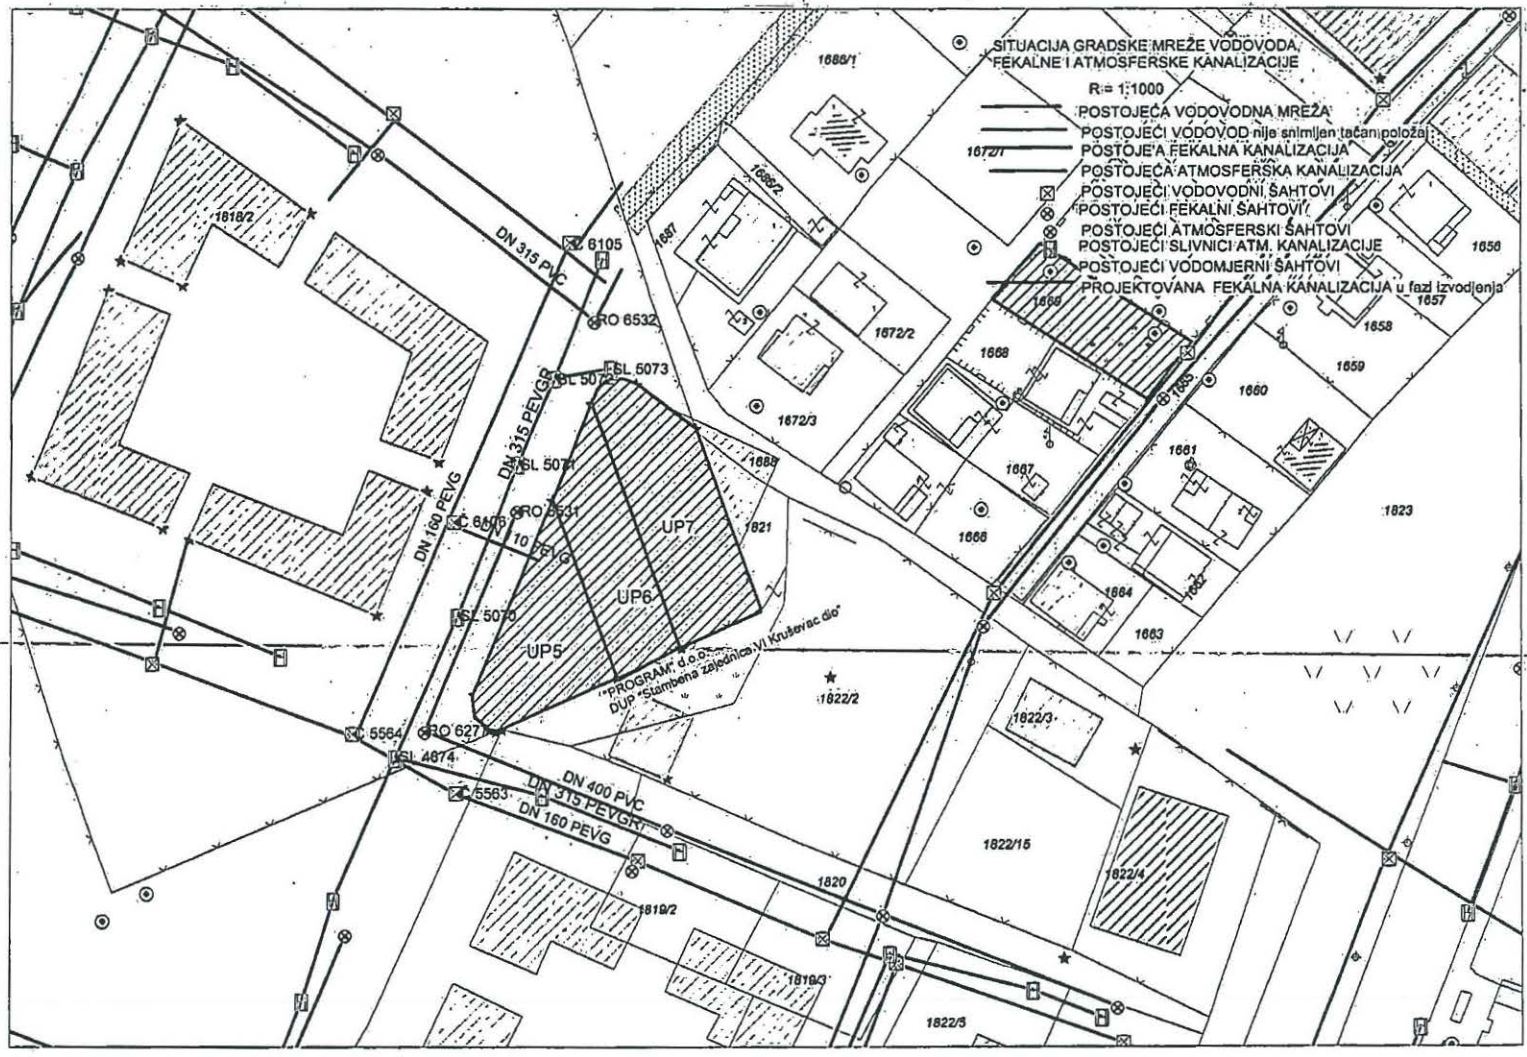 SITUACIJA GRADSKE MREŽE VODOVODA,
FEKALNE I ATMOSFERSKE KANALIZACIJE
R = 1:1000
POSTOJEĆA VODOVODNA MREŽA
POSTOJEĆI VODOVOD nije snimljen tačan položaj
POSTOJE'A FEKALNA KANALIZACIJA
POSTOJEĆA ATMOSFERSKA KANALIZACIJA
POSTOJEĆI VODOVODNI ŠAHTOVI
POSTOJEĆI FEKALNI ŠAHTOVI
POSTOJEĆI ATMOSFERSKI ŠAHTOVI
POSTOJEĆI SLIVNICI ATM. KANALIZACIJE
POSTOJEĆI VODOMJERNI ŠAHTOVI
PROJEKTOVANA FEKALNA KANALIZACIJA u fazi izvodjenja
1686/1
1672/1
1686/2
1818/2
1687
1656
DN 315 PVC
Č 6105
1669
1657
RO 6532
1658
1672/2
1668
1659
SL 5073
SL 5072
1665
1660
1672/3
DN 315 PEVGR
1688
1661
SL 5071
1667
RO 6531
UP7
1821
1823
Č 6106
DN 160 PEVG
1666
UP6
1664
1662
SL 5070
1663
UP5
"PROGRAM" d.o.o.
DUP "Stambena zajednica VI Kruševac dio"
1822/2
1822/3
Č 5564
RO 6277
SL 4674
DN 400 PVC
DN 315 PEVGR
DN 160 PEVG
Č 5563
1822/15
1822/4
1820
1819/2
1819/3
1822/5